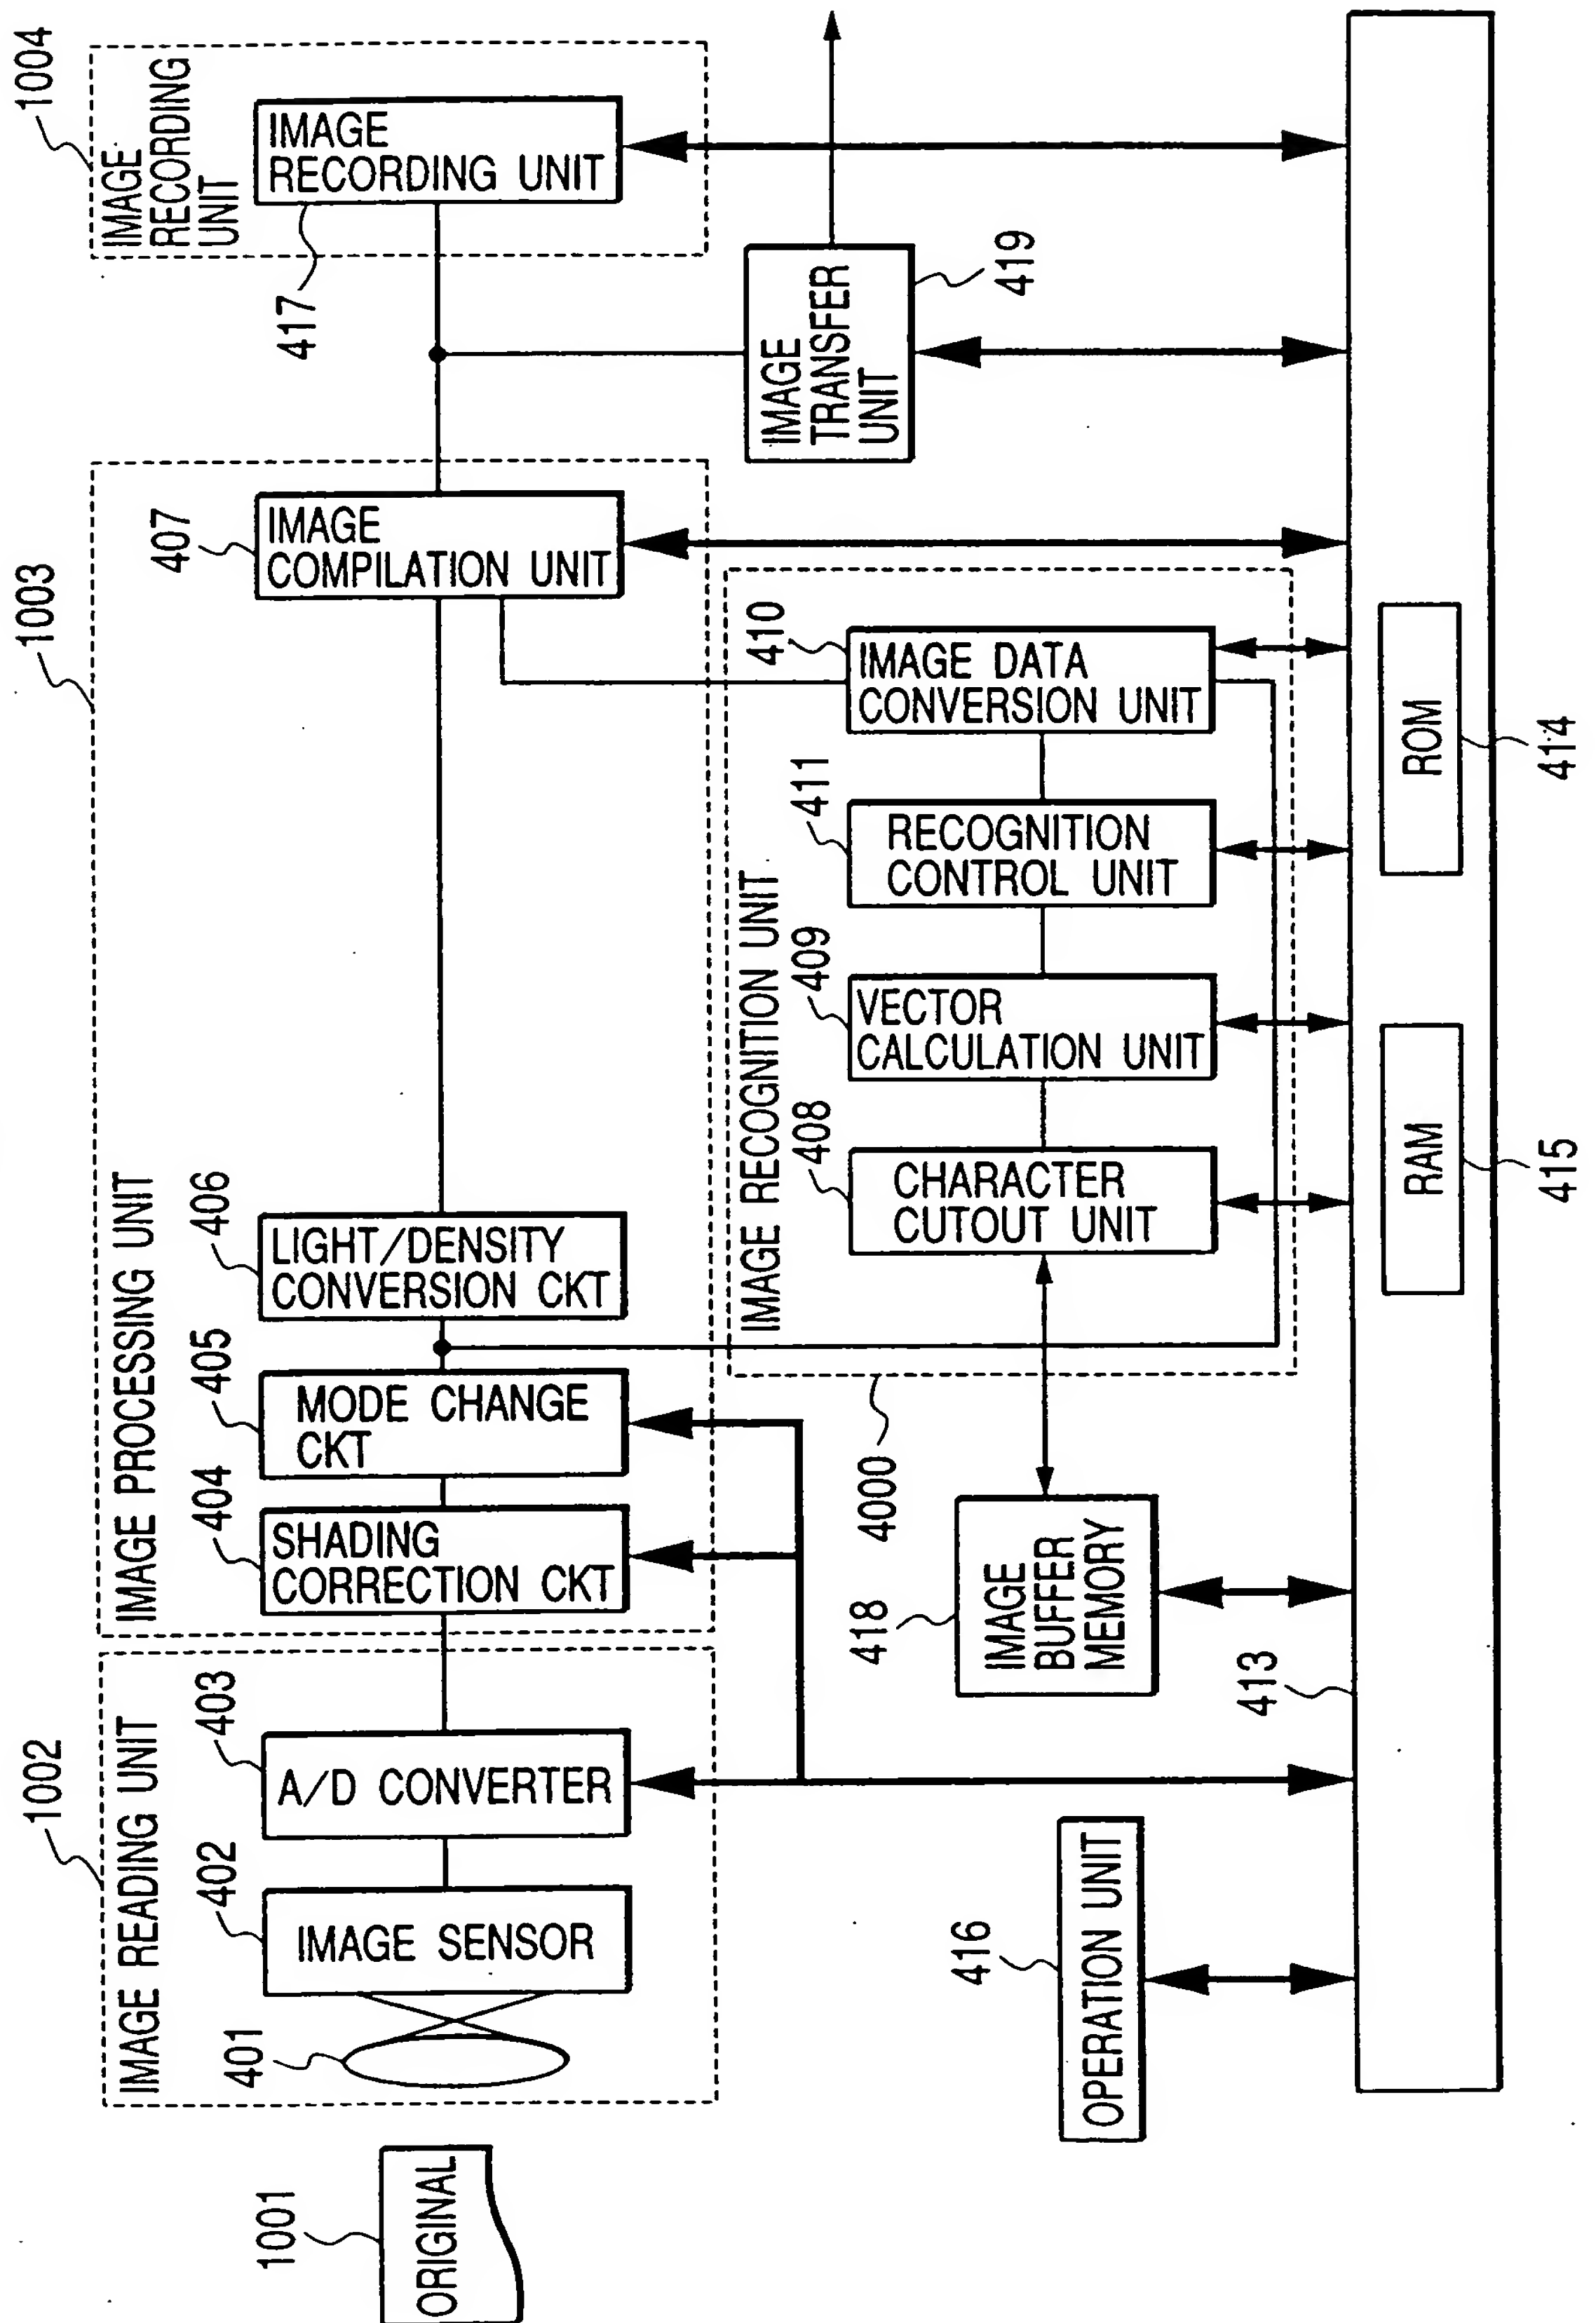 1001
ORIGINAL
1002
IMAGE READING UNIT
401
402
IMAGE SENSOR
403
A/D CONVERTER
1003
IMAGE PROCESSING UNIT
404
SHADING
CORRECTION CKT
405
MODE CHANGE
CKT
406
LIGHT/DENSITY
CONVERSION CKT
407
IMAGE
COMPILATION UNIT
1004
IMAGE
RECORDING
UNIT
IMAGE
RECORDING UNIT
417
IMAGE
TRANSFER
UNIT
419
4000
IMAGE RECOGNITION UNIT
408
CHARACTER
CUTOUT UNIT
409
VECTOR
CALCULATION UNIT
411
RECOGNITION
CONTROL UNIT
410
IMAGE DATA
CONVERSION UNIT
418
IMAGE
BUFFER
MEMORY
416
OPERATION UNIT
413
RAM
415
ROM
414